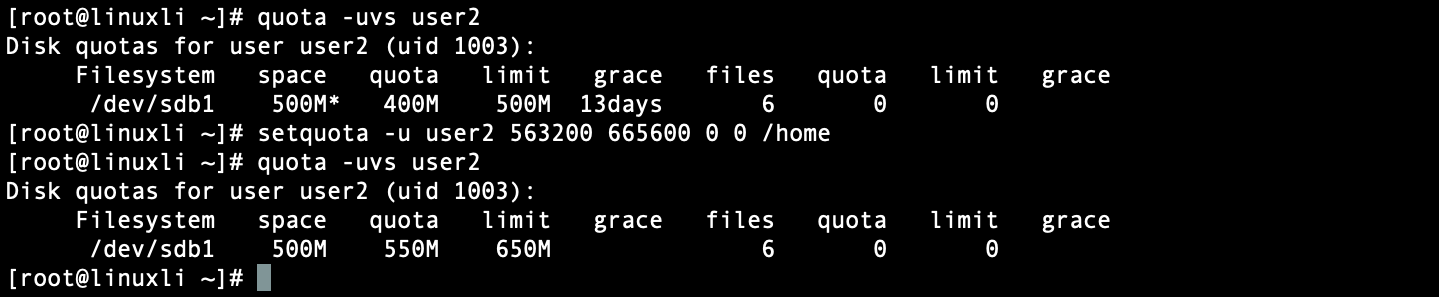 [root@linuxli ~]# quota -uvs user2
Disk quotas for user user2 (uid 1003):
     Filesystem   space   quota   limit   grace   files   quota   limit   grace
      /dev/sdb1    500M*   400M    500M  13days       6       0       0
[root@linuxli ~]# setquota -u user2 563200 665600 0 0 /home
[root@linuxli ~]# quota -uvs user2
Disk quotas for user user2 (uid 1003):
     Filesystem   space   quota   limit   grace   files   quota   limit   grace
      /dev/sdb1    500M    550M    650M               6       0       0
[root@linuxli ~]#